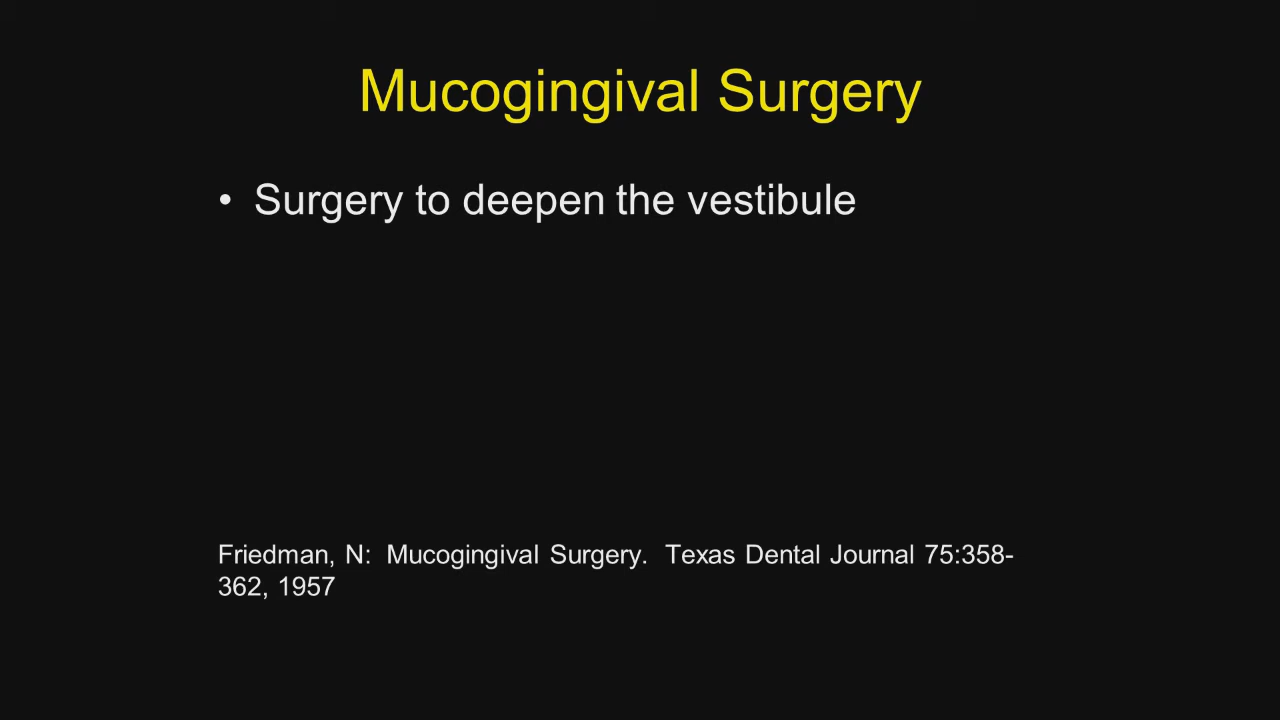 Mucogingival Surgery
• Surgery to deepen the vestibule
Friedman, N: Mucogingival Surgery. Texas Dental Journal 75:358-
362, 1957